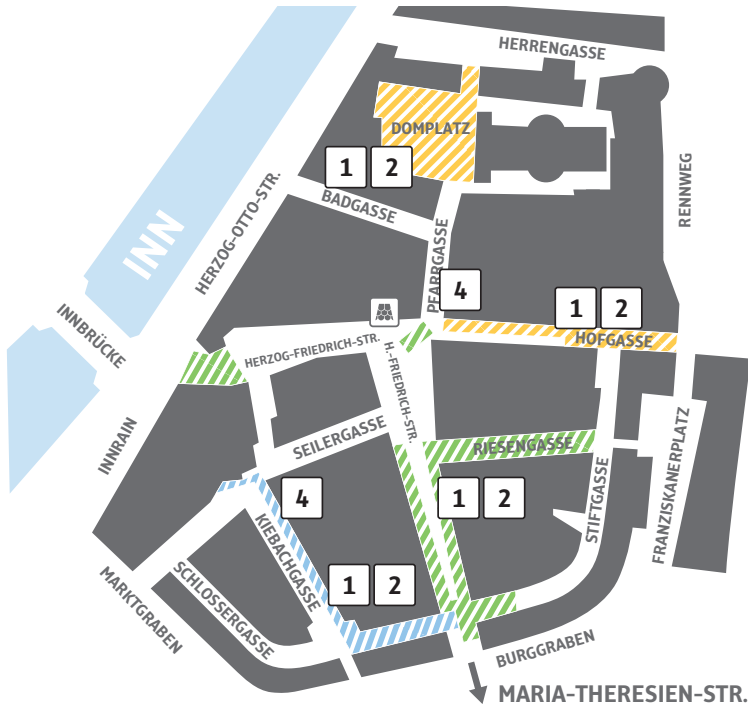 HERRENGASSE
DOMPLATZ
1 2
BADGASSE
RENNWEG
HERZOG-OTTO-STR.
INN
PFARRGASSE
4
1 2
HOFGASSE
INNBRÜCKE
HERZOG-FRIEDRICH-STR.
H.-FRIEDRICH-STR.
INNRAIN
SEILERGASSE
RIESENGASSE
FRANZISKANERPLATZ
STIFTGASSE
4
1 2
KIEBACHGASSE
1 2
SCHLOSSERGASSE
MARKTGRABEN
BURGGRABEN
MARIA-THERESIEN-STR.